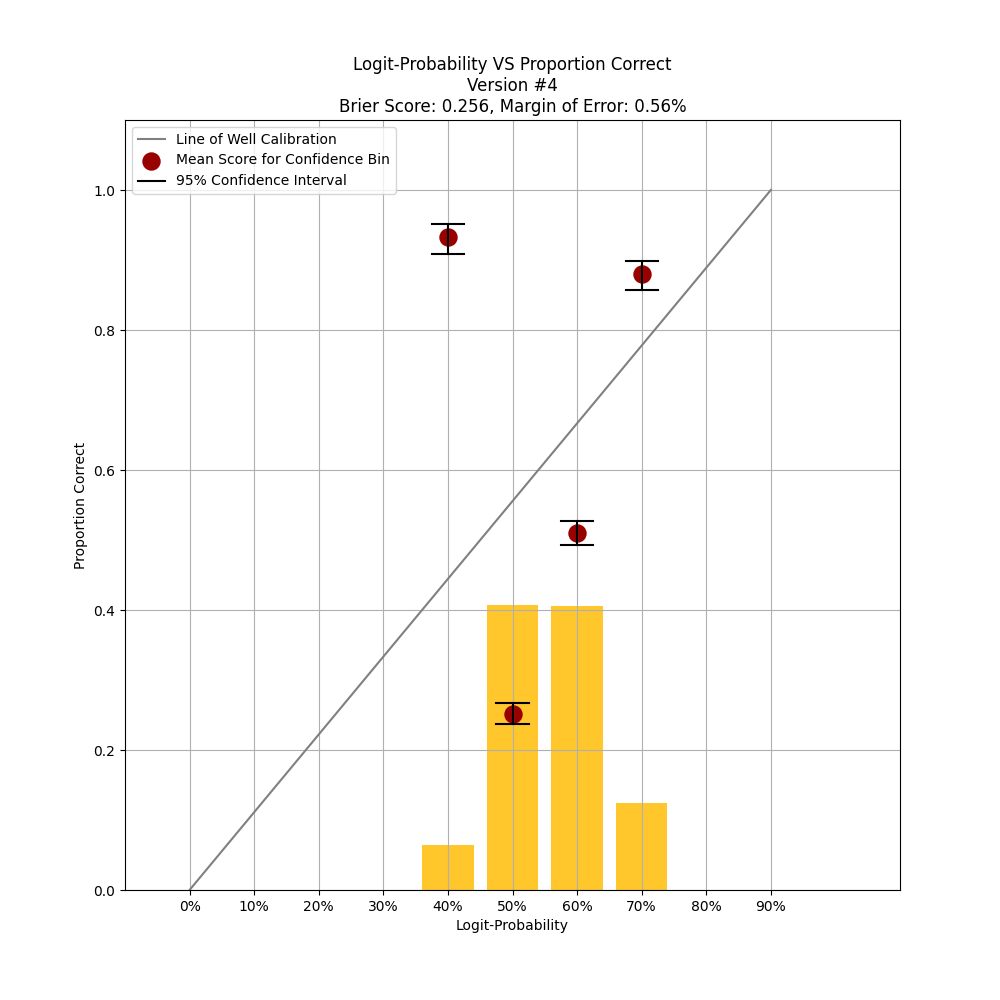 Logit-Probability VS Proportion Correct
Version #4
Brier Score: 0.256, Margin of Error: 0.56%
Line of Well Calibration
Mean Score for Confidence Bin
95% Confidence Interval
1.0
0.8
0.6
0.4
0.2
0.0
Proportion Correct
0% 10% 20% 30% 40% 50% 60% 70% 80% 90%
Logit-Probability